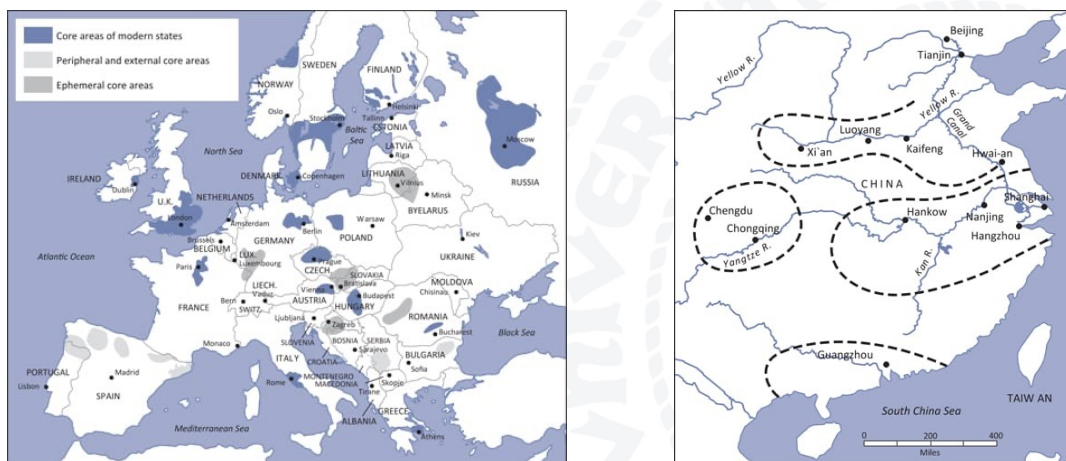 Core areas of modern states
Peripheral and external core areas
Ephemeral core areas
SWEDEN
FINLAND
NORWAY
Helsinki
Oslo
Stockholm
Tallinn
ESTONIA
Baltic
Sea
LATVIA
Riga
North Sea
DENMARK
Copenhagen
LITHUANIA
Vilnius
Moscow
RUSSIA
IRELAND
Dublin
U.K.
NETHERLANDS
London
Amsterdam
Minsk
BYELARUS
Berlin
Warsaw
GERMANY
POLAND
Brussels
BELGIUM
LUX.
Luxembourg
Kiev
UKRAINE
Atlantic Ocean
Paris
Prague
CZECH
SLOVAKIA
Bratislava
Vienna
LIECH.
Vaduz
AUSTRIA
Budapest
HUNGARY
MOLDOVA
Chisinau
FRANCE
Bern
SWITZ.
Ljubljana
Zagreb
ROMANIA
SLOVENIA
BOSNIA
SERBIA
Bucharest
Black Sea
Monaco
CROATIA
Sarajevo
ITALY
BULGARIA
Sofia
MONTENEGRO
MACEDONIA
Skopje
PORTUGAL
Lisbon
Madrid
SPAIN
Rome
Tirane
ALBANIA
GREECE
Athens
Mediterranean Sea
Beijing
Tianjin
Yellow R.
Yellow R.
Grand
Canal
Luoyang
Xi'an
Kaifeng
Hwai-an
CHINA
Shanghai
Chengdu
Hankow
Nanjing
Chongqing
Hangzhou
Yangtze R.
Kan R.
Guangzhou
TAIWAN
South China Sea
0 200 400
Miles
UNIVERS